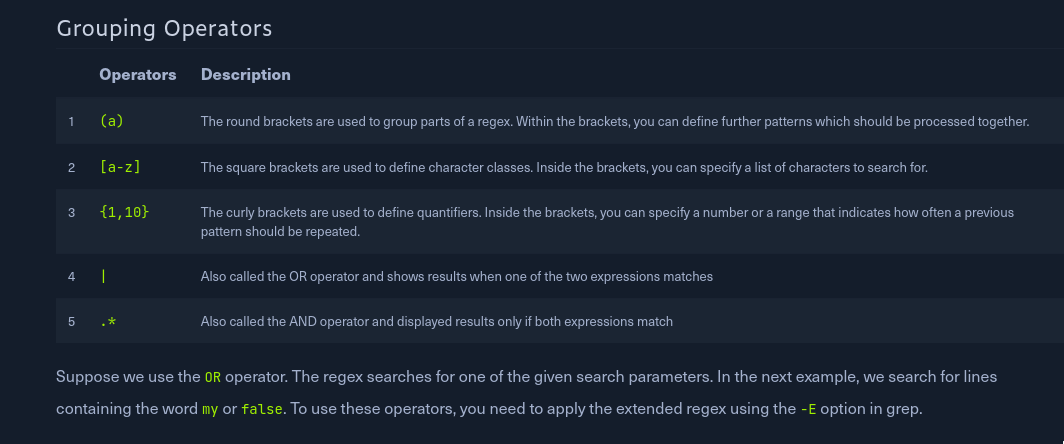 Grouping Operators
Operators Description
1 (a) The round brackets are used to group parts of a regex. Within the brackets, you can define further patterns which should be processed together.
2 [a-z] The square brackets are used to define character classes. Inside the brackets, you can specify a list of characters to search for.
3 {1,10} The curly brackets are used to define quantifiers. Inside the brackets, you can specify a number or a range that indicates how often a previous
pattern should be repeated.
4 | Also called the OR operator and shows results when one of the two expressions matches
5 .* Also called the AND operator and displayed results only if both expressions match
Suppose we use the OR operator. The regex searches for one of the given search parameters. In the next example, we search for lines
containing the word my or false. To use these operators, you need to apply the extended regex using the -E option in grep.